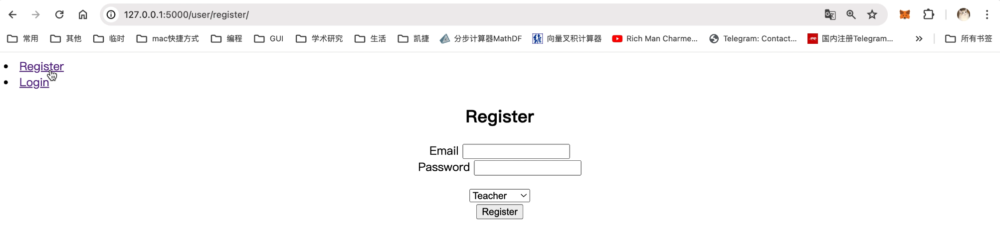 127.0.0.1:5000/user/register/
常用 其他 临时 mac快捷方式 编程 GUI 学术研究 生活 凯捷 分步计算器MathDF 向量叉积计算器 Rich Man Charme... Telegram: Contact... 国内注册Telegram... » 所有书签
• Register
• Login
Register
Email
Password
Teacher
Register